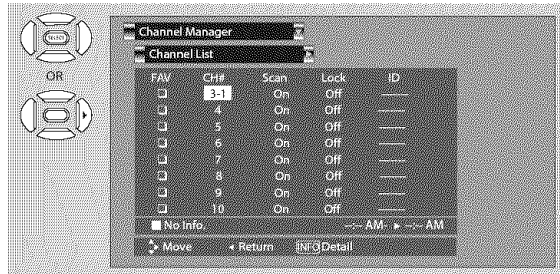 Channel Manager
Channel List
SELECT
OR
FAV CH# Scan Lock ID
3-1 On Off
4 On Off
5 On Off
6 On Off
7 On Off
8 On Off
9 On Off
10 On Off
No Info. --:-- AM- ▸ --:-- AM
Move ◂ Return INFO Detail